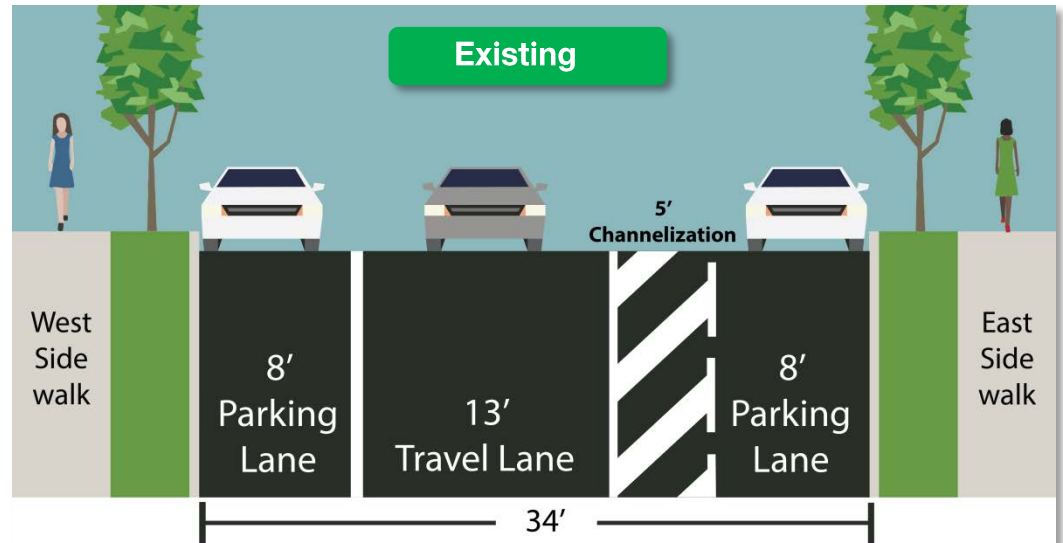 Existing
5′
Channelization
West
Side
walk
8′
Parking
Lane
13′
Travel Lane
8′
Parking
Lane
East
Side
walk
34′